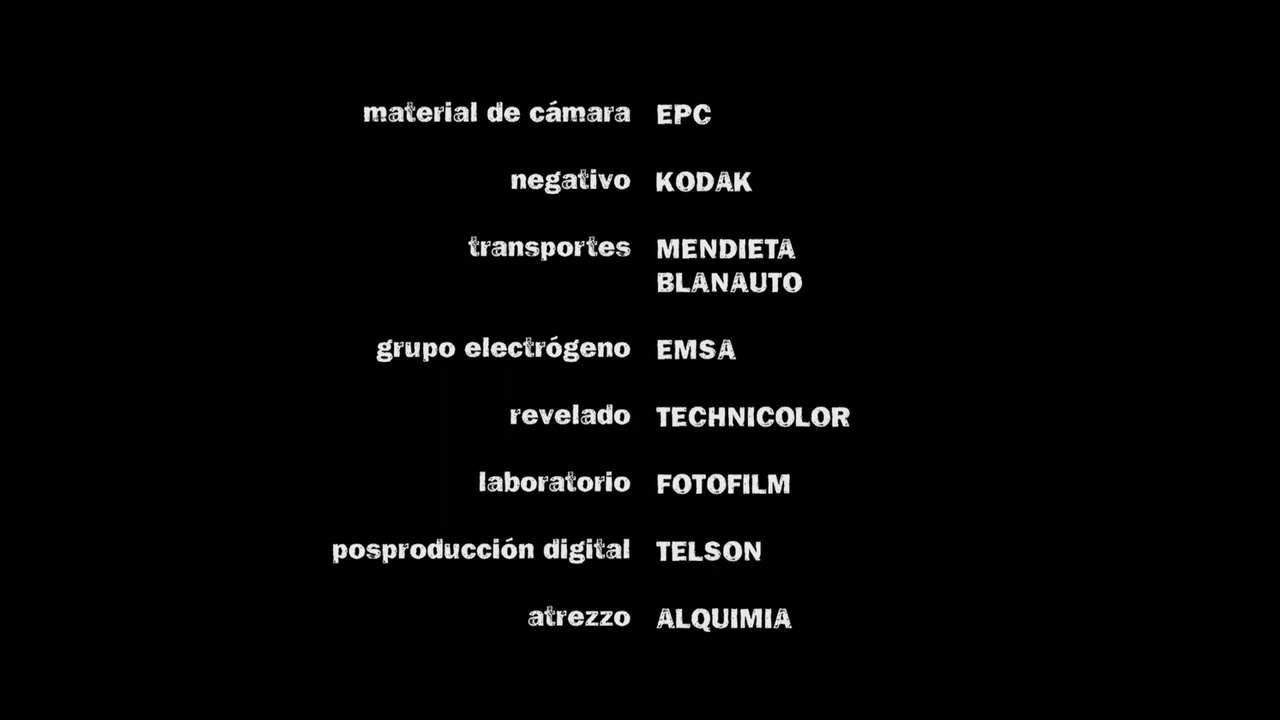 material de cámara EPC
negativo KODAK
transportes MENDIETA
BLANAUTO
grupo electrógeno EMSA
revelado TECHNICOLOR
laboratorio FOTOFILM
posproducción digital TELSON
atrezzo ALQUIMIA